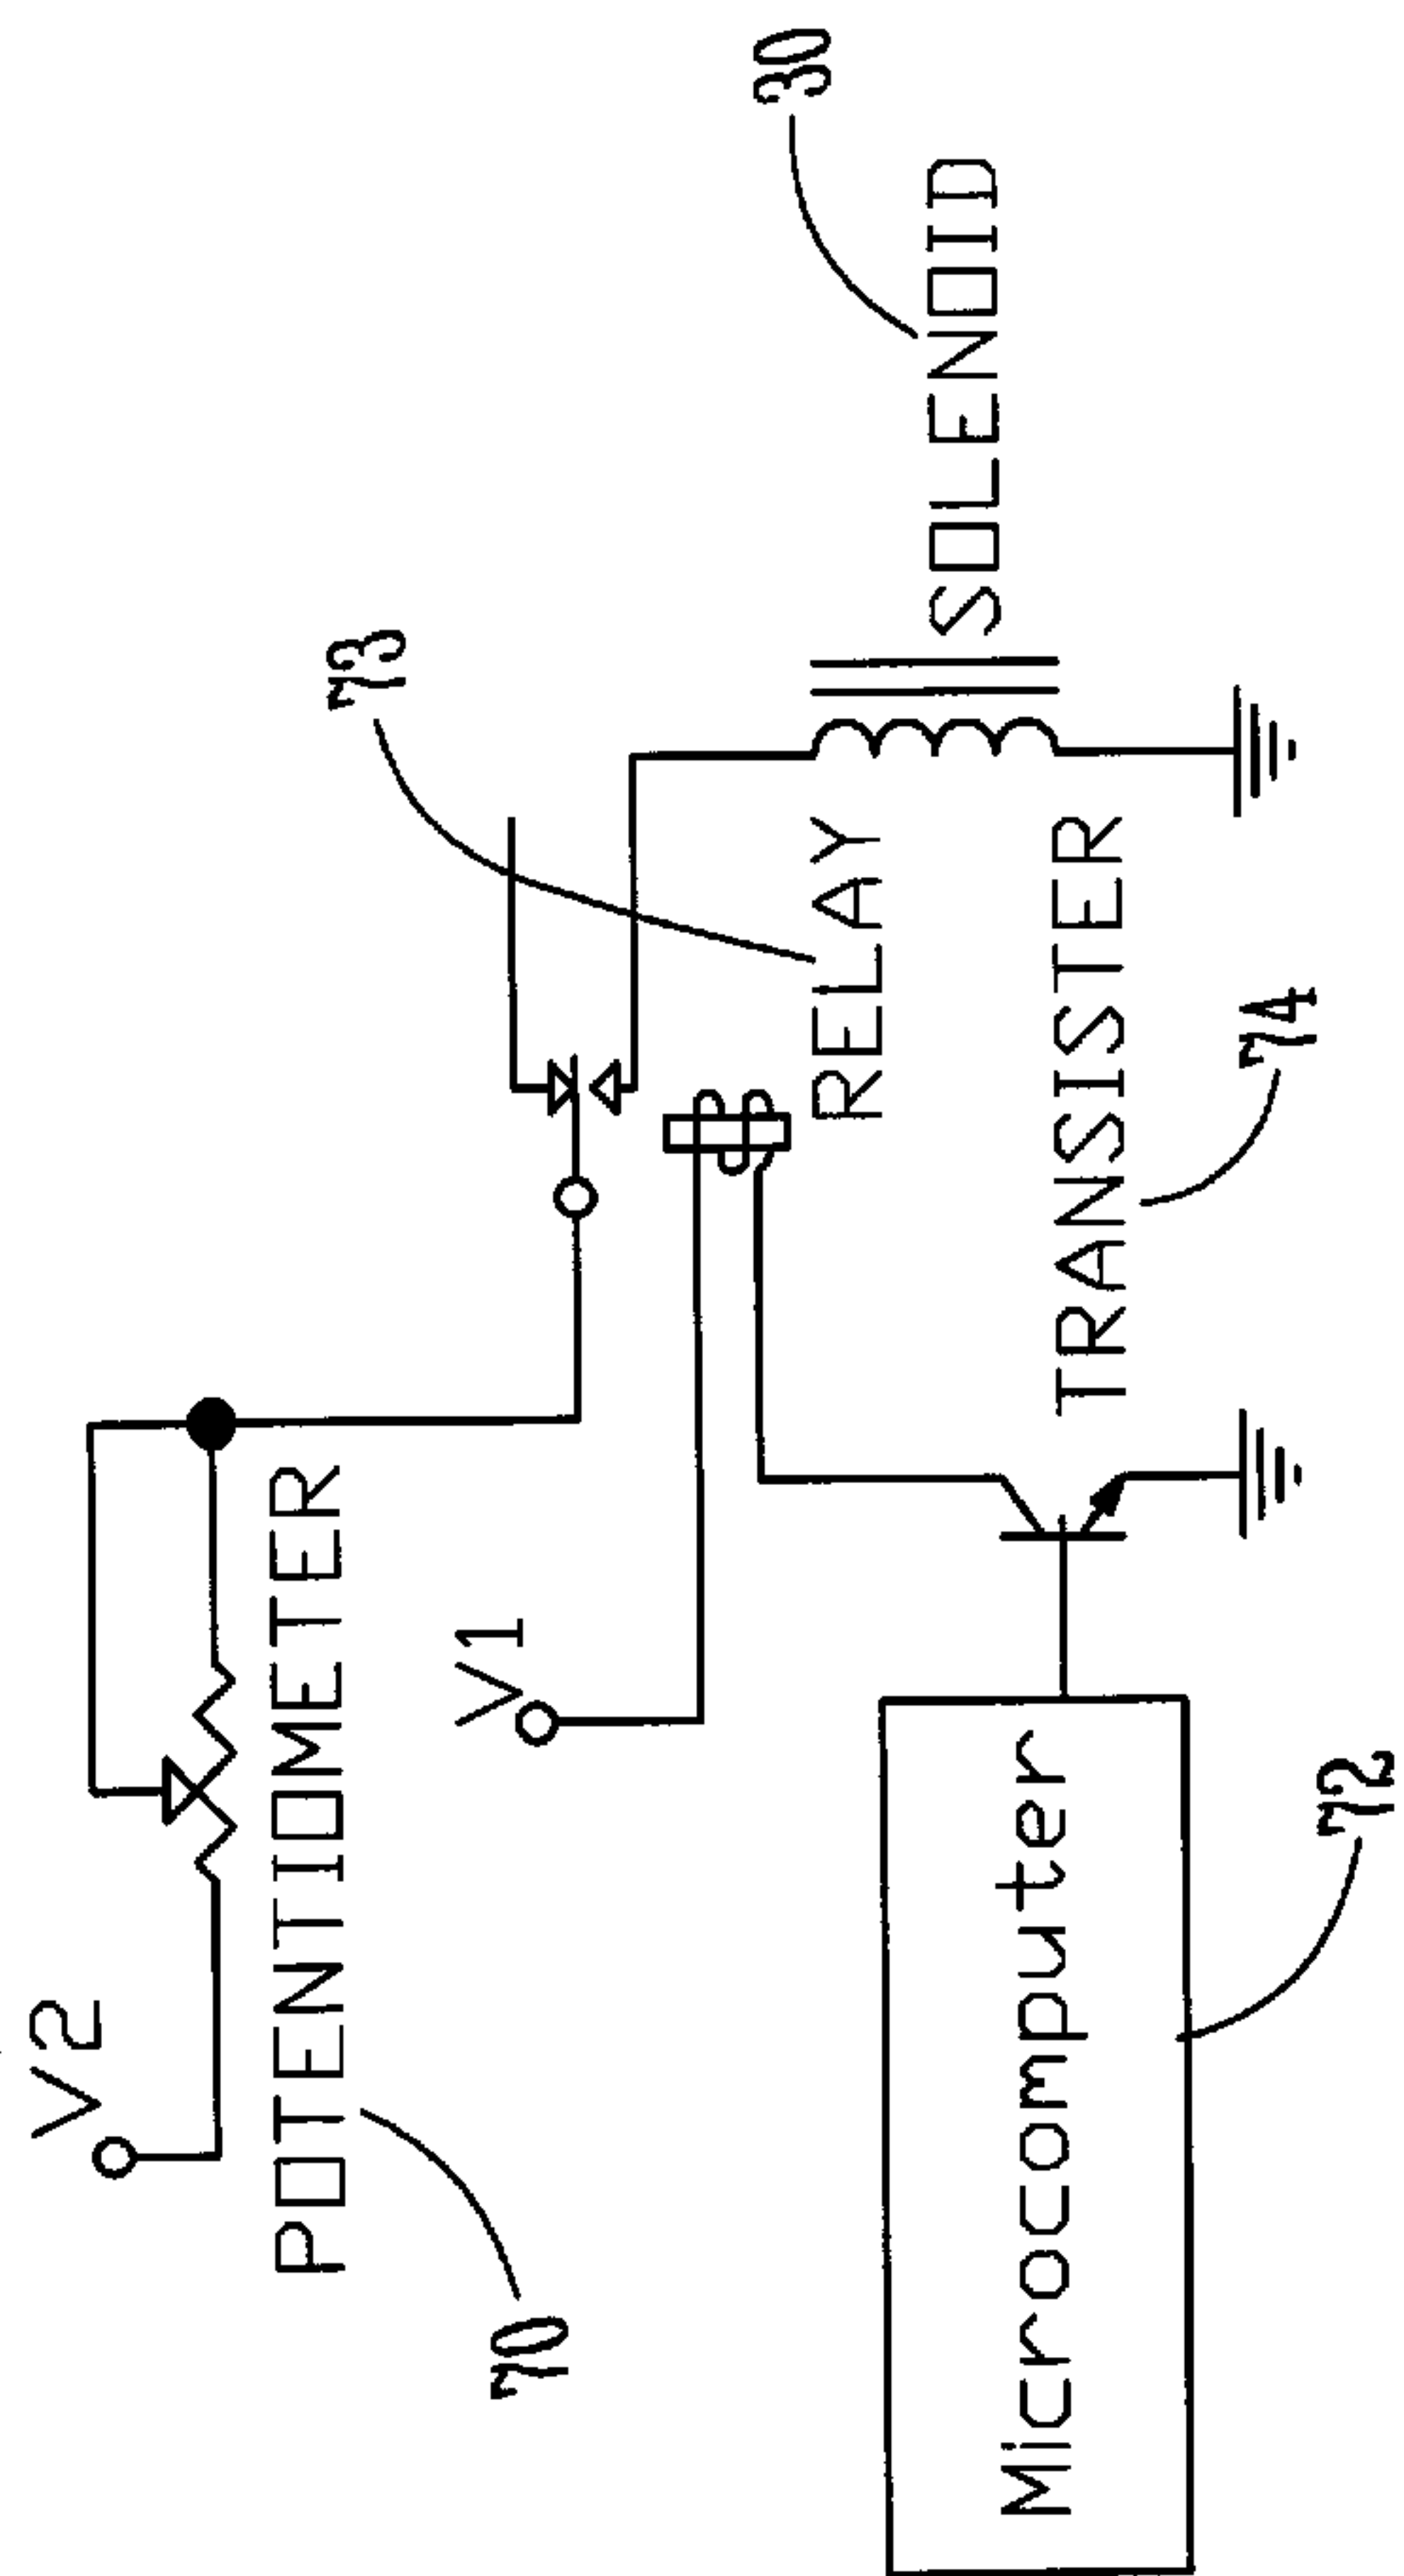 V2
POTENTIOMETER
70
V1
73
RELAY
30
SOLENOID
TRANSISTER
74
Microcomputer
72